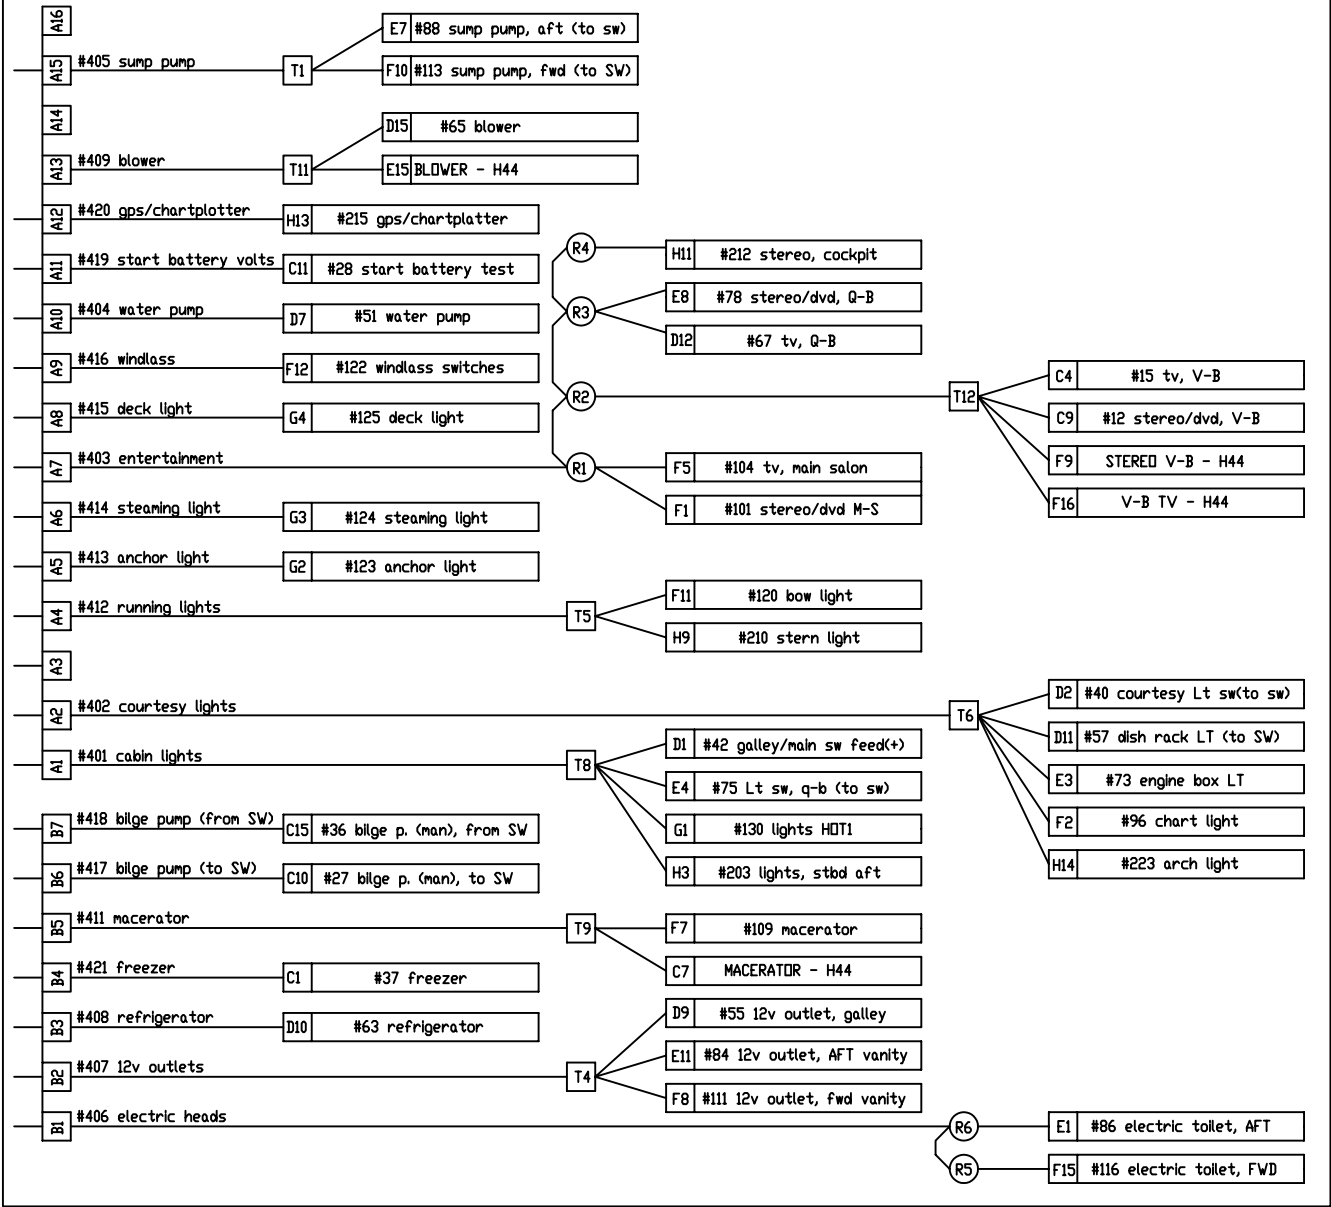 A16
E7 #88 sump pump, aft (to sw)
A15 #405 sump pump T1 F10 #113 sump pump, fwd (to SW)
A14
D15 #65 blower
A13 #409 blower T11 E15 BLOWER - H44
A12 #420 gps/chartplotter H13 #215 gps/chartplatter
R4 H11 #212 stereo, cockpit
A11 #419 start battery volts C11 #28 start battery test
E8 #78 stereo/dvd, Q-B
A10 #404 water pump D7 #51 water pump R3
D12 #67 tv, Q-B
A9 #416 windlass F12 #122 windlass switches
C4 #15 tv, V-B
R2 T12
A8 #415 deck light G4 #125 deck light
C9 #12 stereo/dvd, V-B
A7 #403 entertainment R1 F5 #104 tv, main salon
F9 STEREO V-B - H44
A6 #414 steaming light G3 #124 steaming light
F1 #101 stereo/dvd M-S
F16 V-B TV - H44
A5 #413 anchor light G2 #123 anchor light
F11 #120 bow light
A4 #412 running lights T5
H9 #210 stern light
A3
D2 #40 courtesy Lt sw(to sw)
A2 #402 courtesy lights T6
D11 #57 dish rack LT (to SW)
D1 #42 galley/main sw feed(+)
A1 #401 cabin lights T8
E3 #73 engine box LT
E4 #75 Lt sw, q-b (to sw)
F2 #96 chart light
B7 #418 bilge pump (from SW) C15 #36 bilge p. (man), from SW
G1 #130 lights HOT1
H14 #223 arch light
H3 #203 lights, stbd aft
B6 #417 bilge pump (to SW) C10 #27 bilge p. (man), to SW
B5 #411 macerator T9 F7 #109 macerator
C7 MACERATOR - H44
B4 #421 freezer C1 #37 freezer
D9 #55 12v outlet, galley
B3 #408 refrigerator D10 #63 refrigerator
E11 #84 12v outlet, AFT vanity
B2 #407 12v outlets T4
F8 #111 12v outlet, fwd vanity
B1 #406 electric heads R6 E1 #86 electric toilet, AFT
R5 F15 #116 electric toilet, FWD